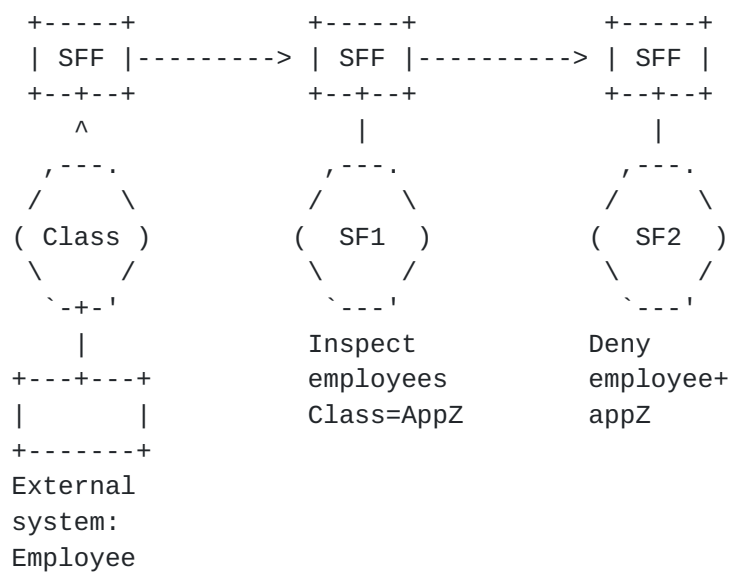 +-----+ +-----+ +-----+
| SFF |---------> | SFF |----------> | SFF |
+--+--+ +--+--+ +--+--+
^ | |
,---. ,---. ,---.
/ \ / \ / \
( Class ) ( SF1 ) ( SF2 )
\ / \ / \ /
`-+-' `---' `---'
| Inspect Deny
+---+---+ employees employee+
| | Class=AppZ appZ
+-------+
External
system:
Employee